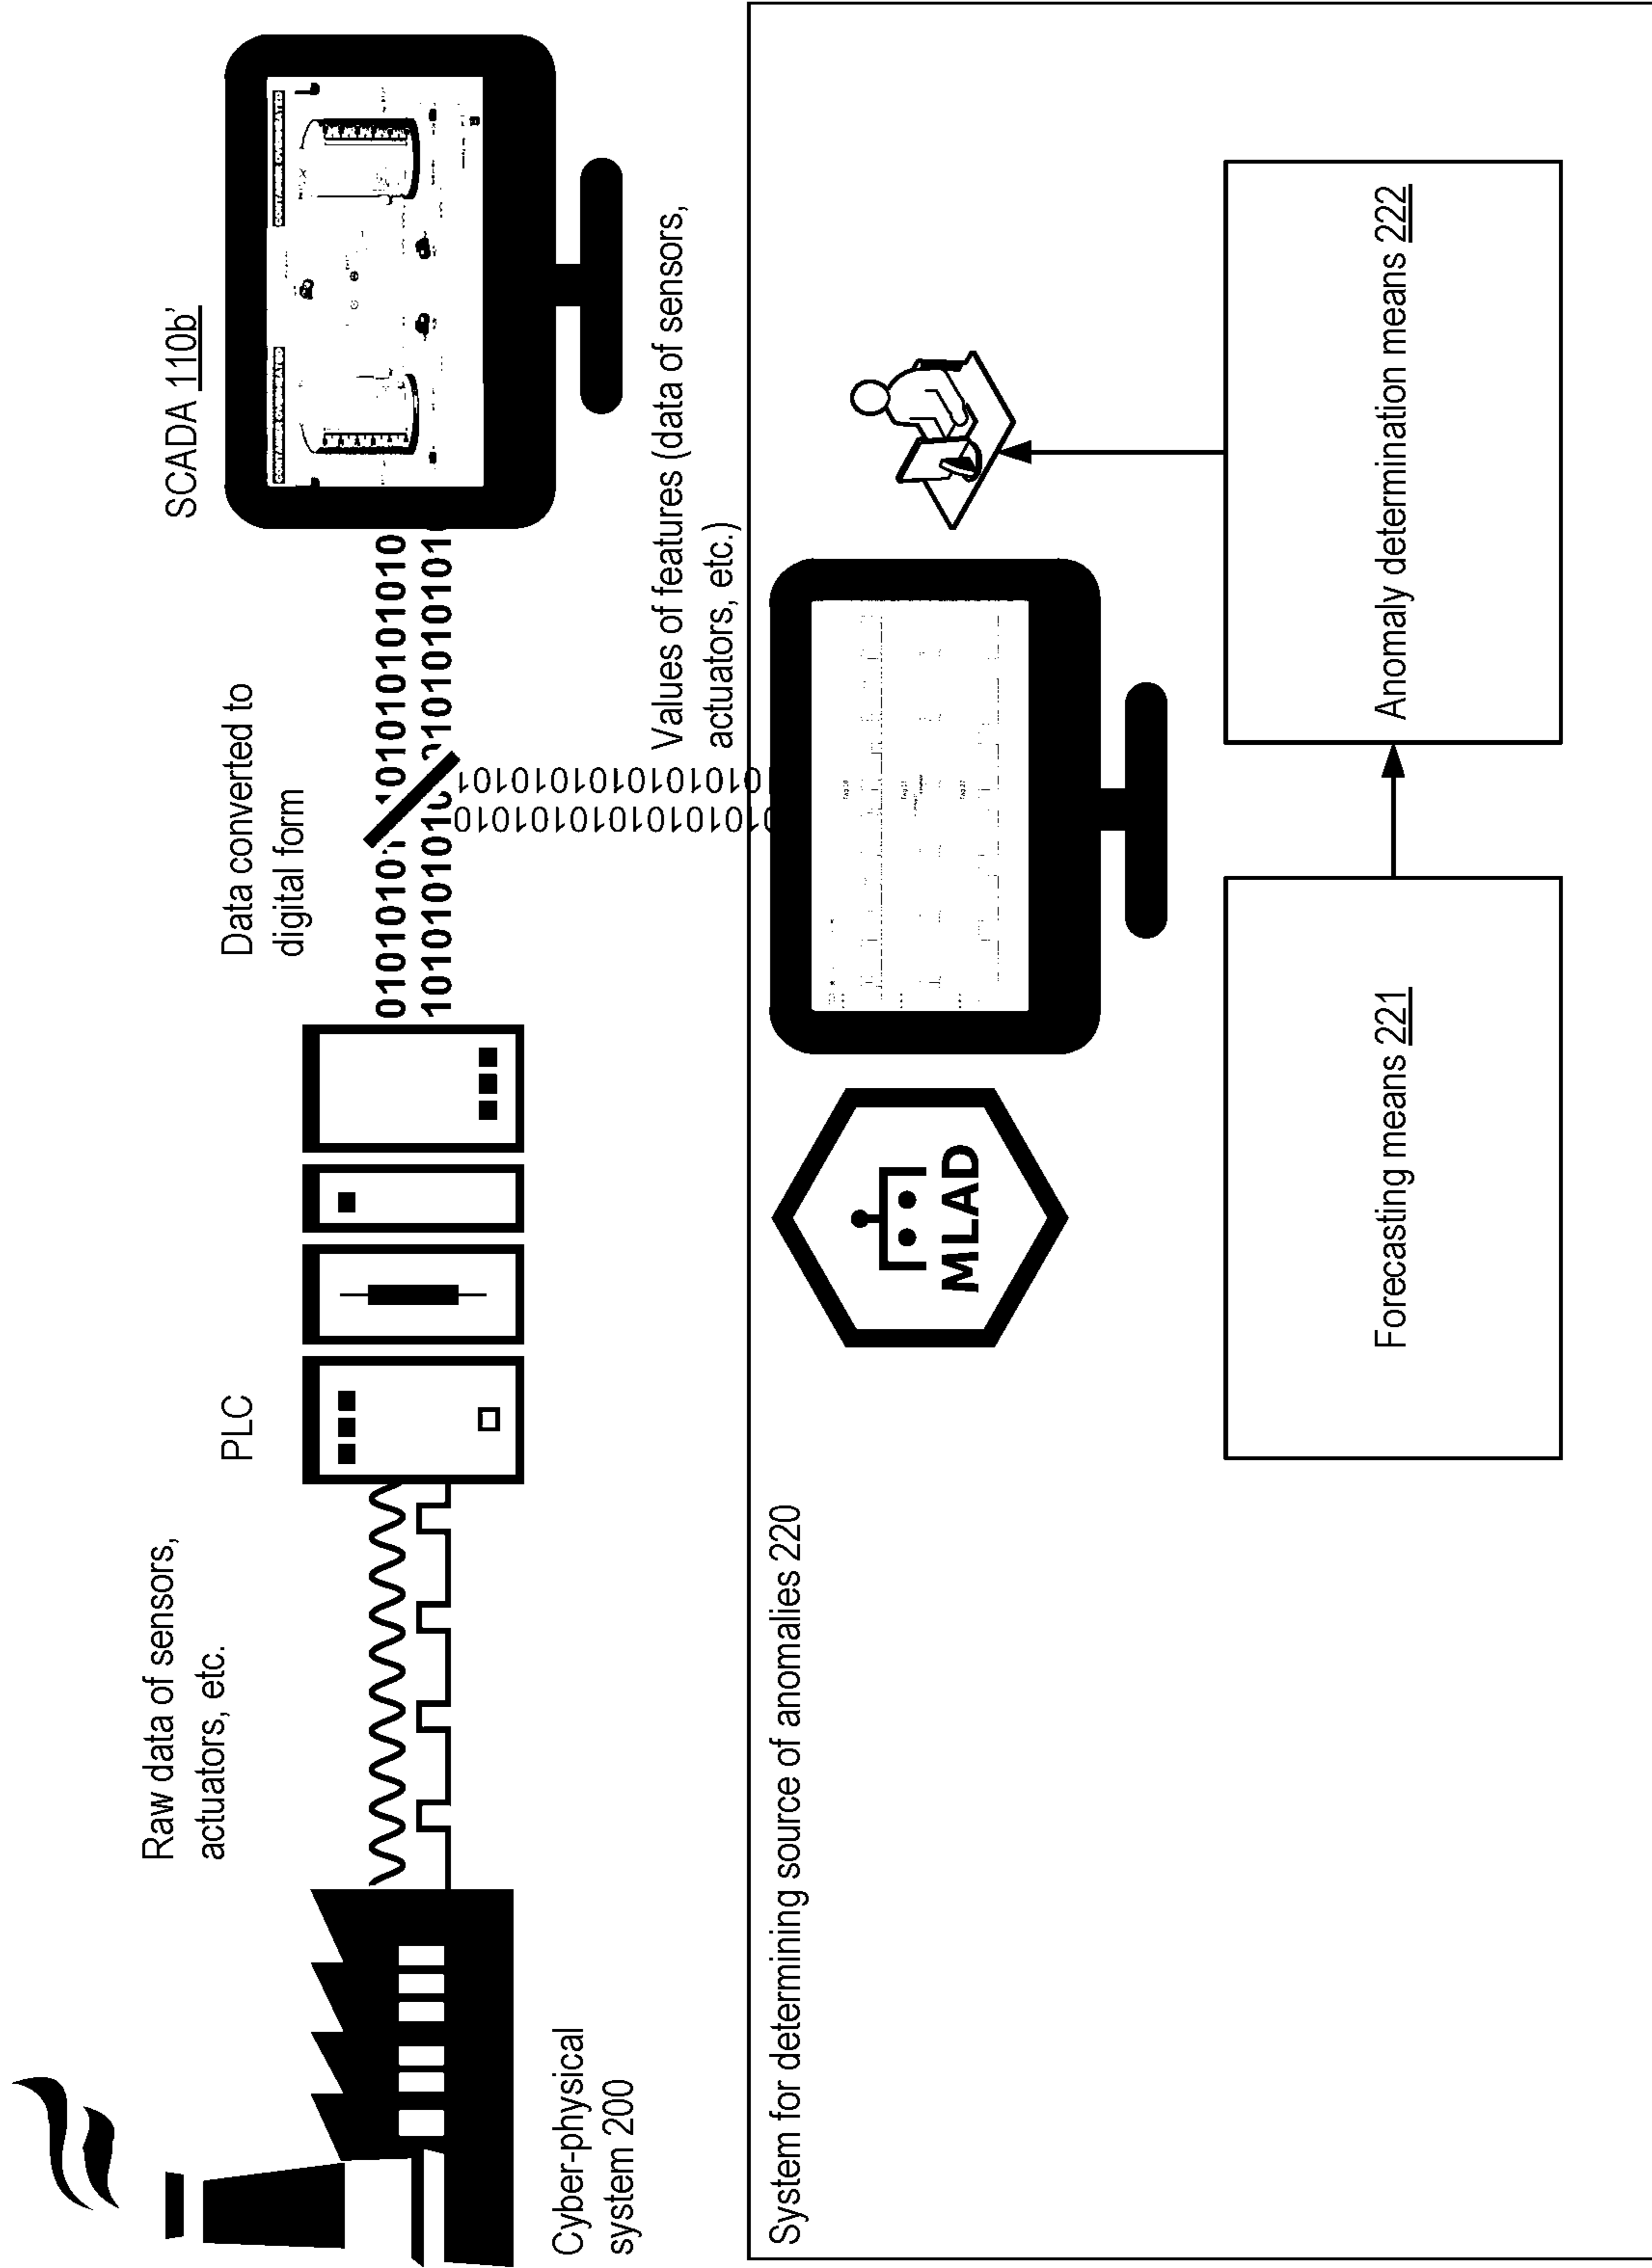 Raw data of sensors,
actuators, etc.
PLC
Data converted to
digital form
SCADA 110b'
Cyber-physical
system 200
Values of features (data of sensors,
actuators, etc.)
System for determining source of anomalies 220
MLAD
Forecasting means 221
Anomaly determination means 222